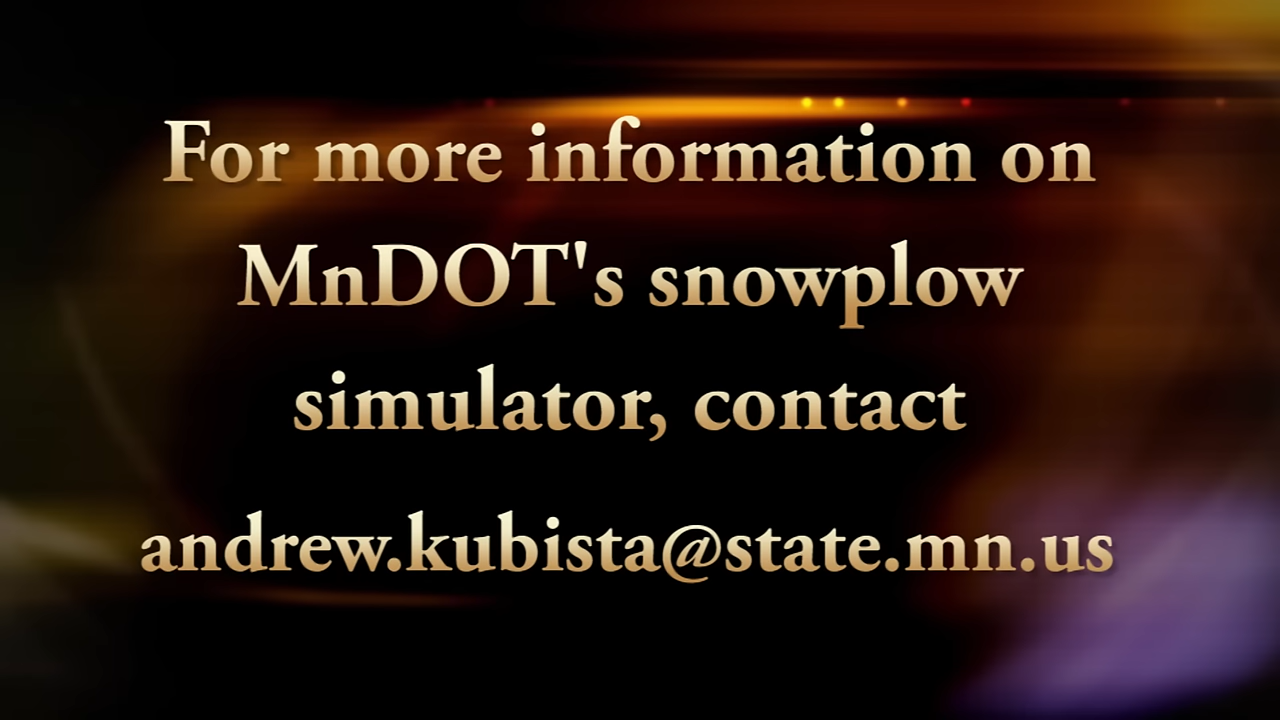 For more information on
MnDOT's snowplow
simulator, contact
andrew.kubista@state.mn.us